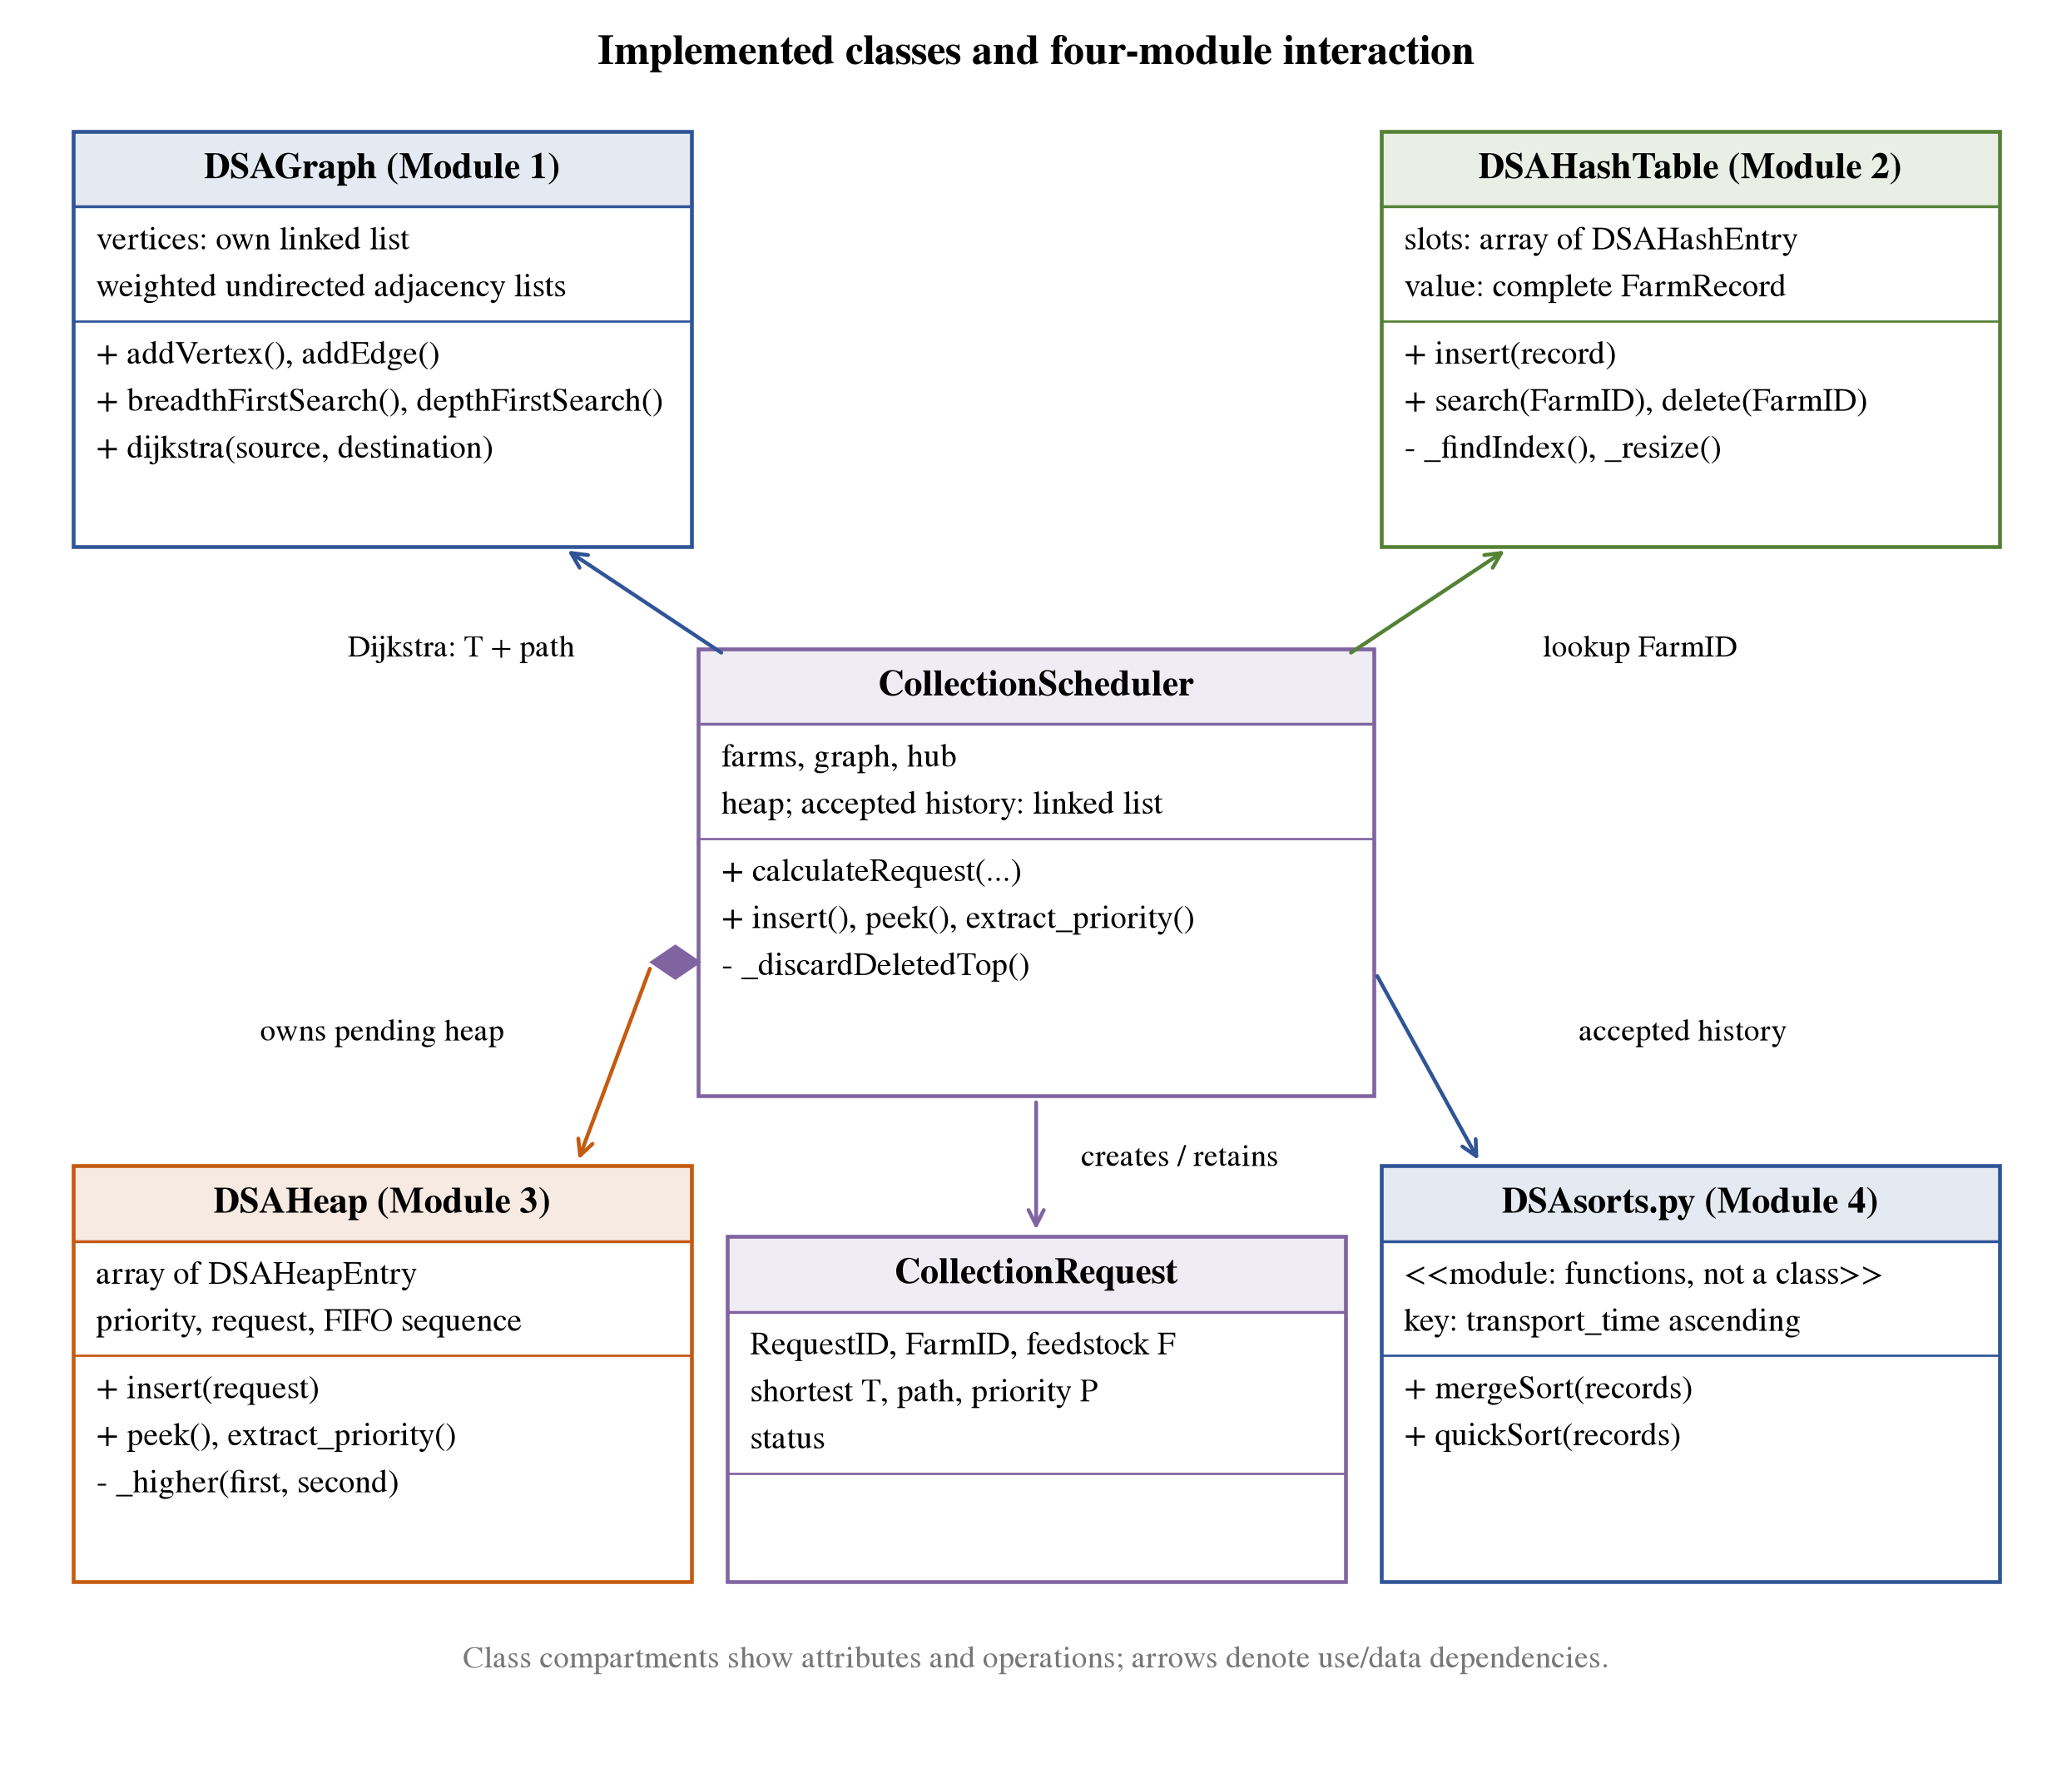 Implemented classes and four-module interaction
DSAGraph (Module 1)
vertices: own linked list
weighted undirected adjacency lists
+ addVertex(), addEdge()
+ breadthFirstSearch(), depthFirstSearch()
+ dijkstra(source, destination)
DSAHashTable (Module 2)
slots: array of DSAHashEntry
value: complete FarmRecord
+ insert(record)
+ search(FarmID), delete(FarmID)
- _findIndex(), _resize()
Dijkstra: T + path
lookup FarmID
CollectionScheduler
farms, graph, hub
heap; accepted history: linked list
+ calculateRequest(...)
+ insert(), peek(), extract_priority()
- _discardDeletedTop()
owns pending heap
accepted history
creates / retains
DSAHeap (Module 3)
array of DSAHeapEntry
priority, request, FIFO sequence
+ insert(request)
+ peek(), extract_priority()
- _higher(first, second)
CollectionRequest
RequestID, FarmID, feedstock F
shortest T, path, priority P
status
DSAsorts.py (Module 4)
<<module: functions, not a class>>
key: transport_time ascending
+ mergeSort(records)
+ quickSort(records)
Class compartments show attributes and operations; arrows denote use/data dependencies.